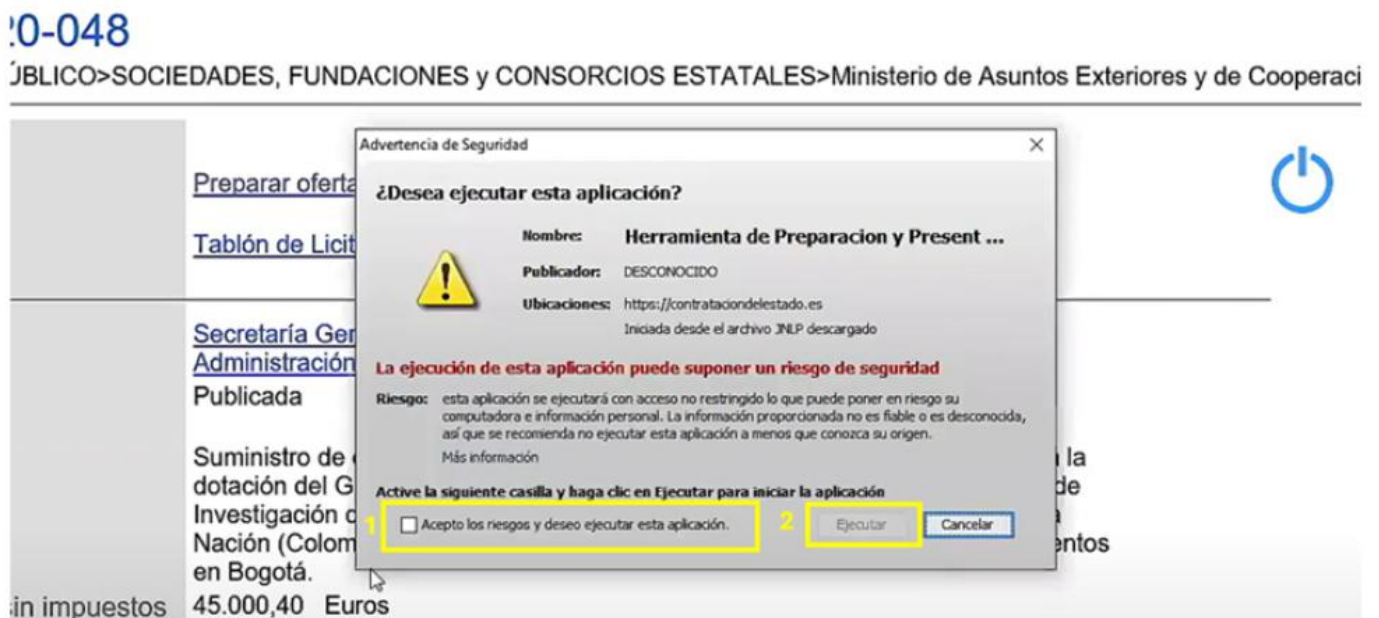 20-048
ÚBLICO>SOCIEDADES, FUNDACIONES y CONSORCIOS ESTATALES>Ministerio de Asuntos Exteriores y de Cooperaci
Advertencia de Seguridad
Preparar oferta
¿Desea ejecutar esta aplicación?
Nombre: Herramienta de Preparacion y Present ...
Tablón de Licit
Publicador: DESCONOCIDO
Ubicaciones: https://contrataciondelestado.es
Iniciada desde el archivo JNLP descargado
Secretaría Ger
Administración
La ejecución de esta aplicación puede suponer un riesgo de seguridad
Publicada
Riesgo: esta aplicación se ejecutará con acceso no restringido lo que puede poner en riesgo su
computadora e información personal. La información proporcionada no es fiable o es desconocida,
así que se recomienda no ejecutar esta aplicación a menos que conozca su origen.
Más información
Suministro de
la
dotación del G
de
Active la siguiente casilla y haga clic en Ejecutar para iniciar la aplicación
Investigación
1 Acepto los riesgos y deseo ejecutar esta aplicación. 2 Ejecutar Cancelar
Nación (Colom
entos
en Bogotá.
sin impuestos 45.000,40 Euros